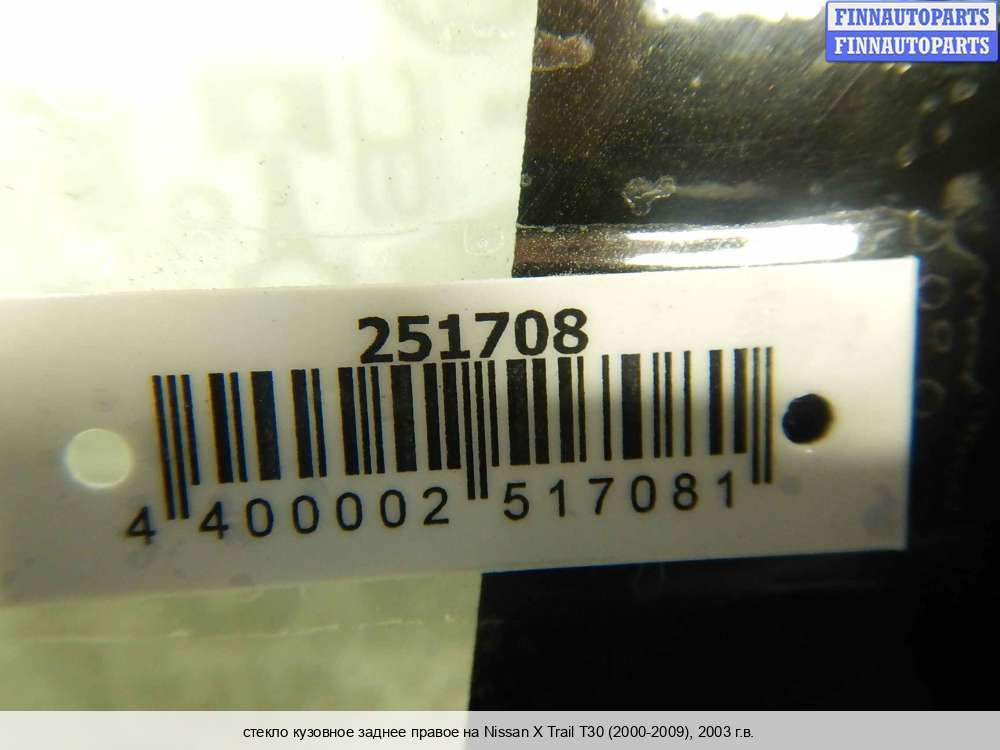 FINNAUTOPARTS
FINNAUTOPARTS
251708
4 400002 517081
стекло кузовное заднее правое на Nissan X Trail T30 (2000-2009), 2003 г.в.